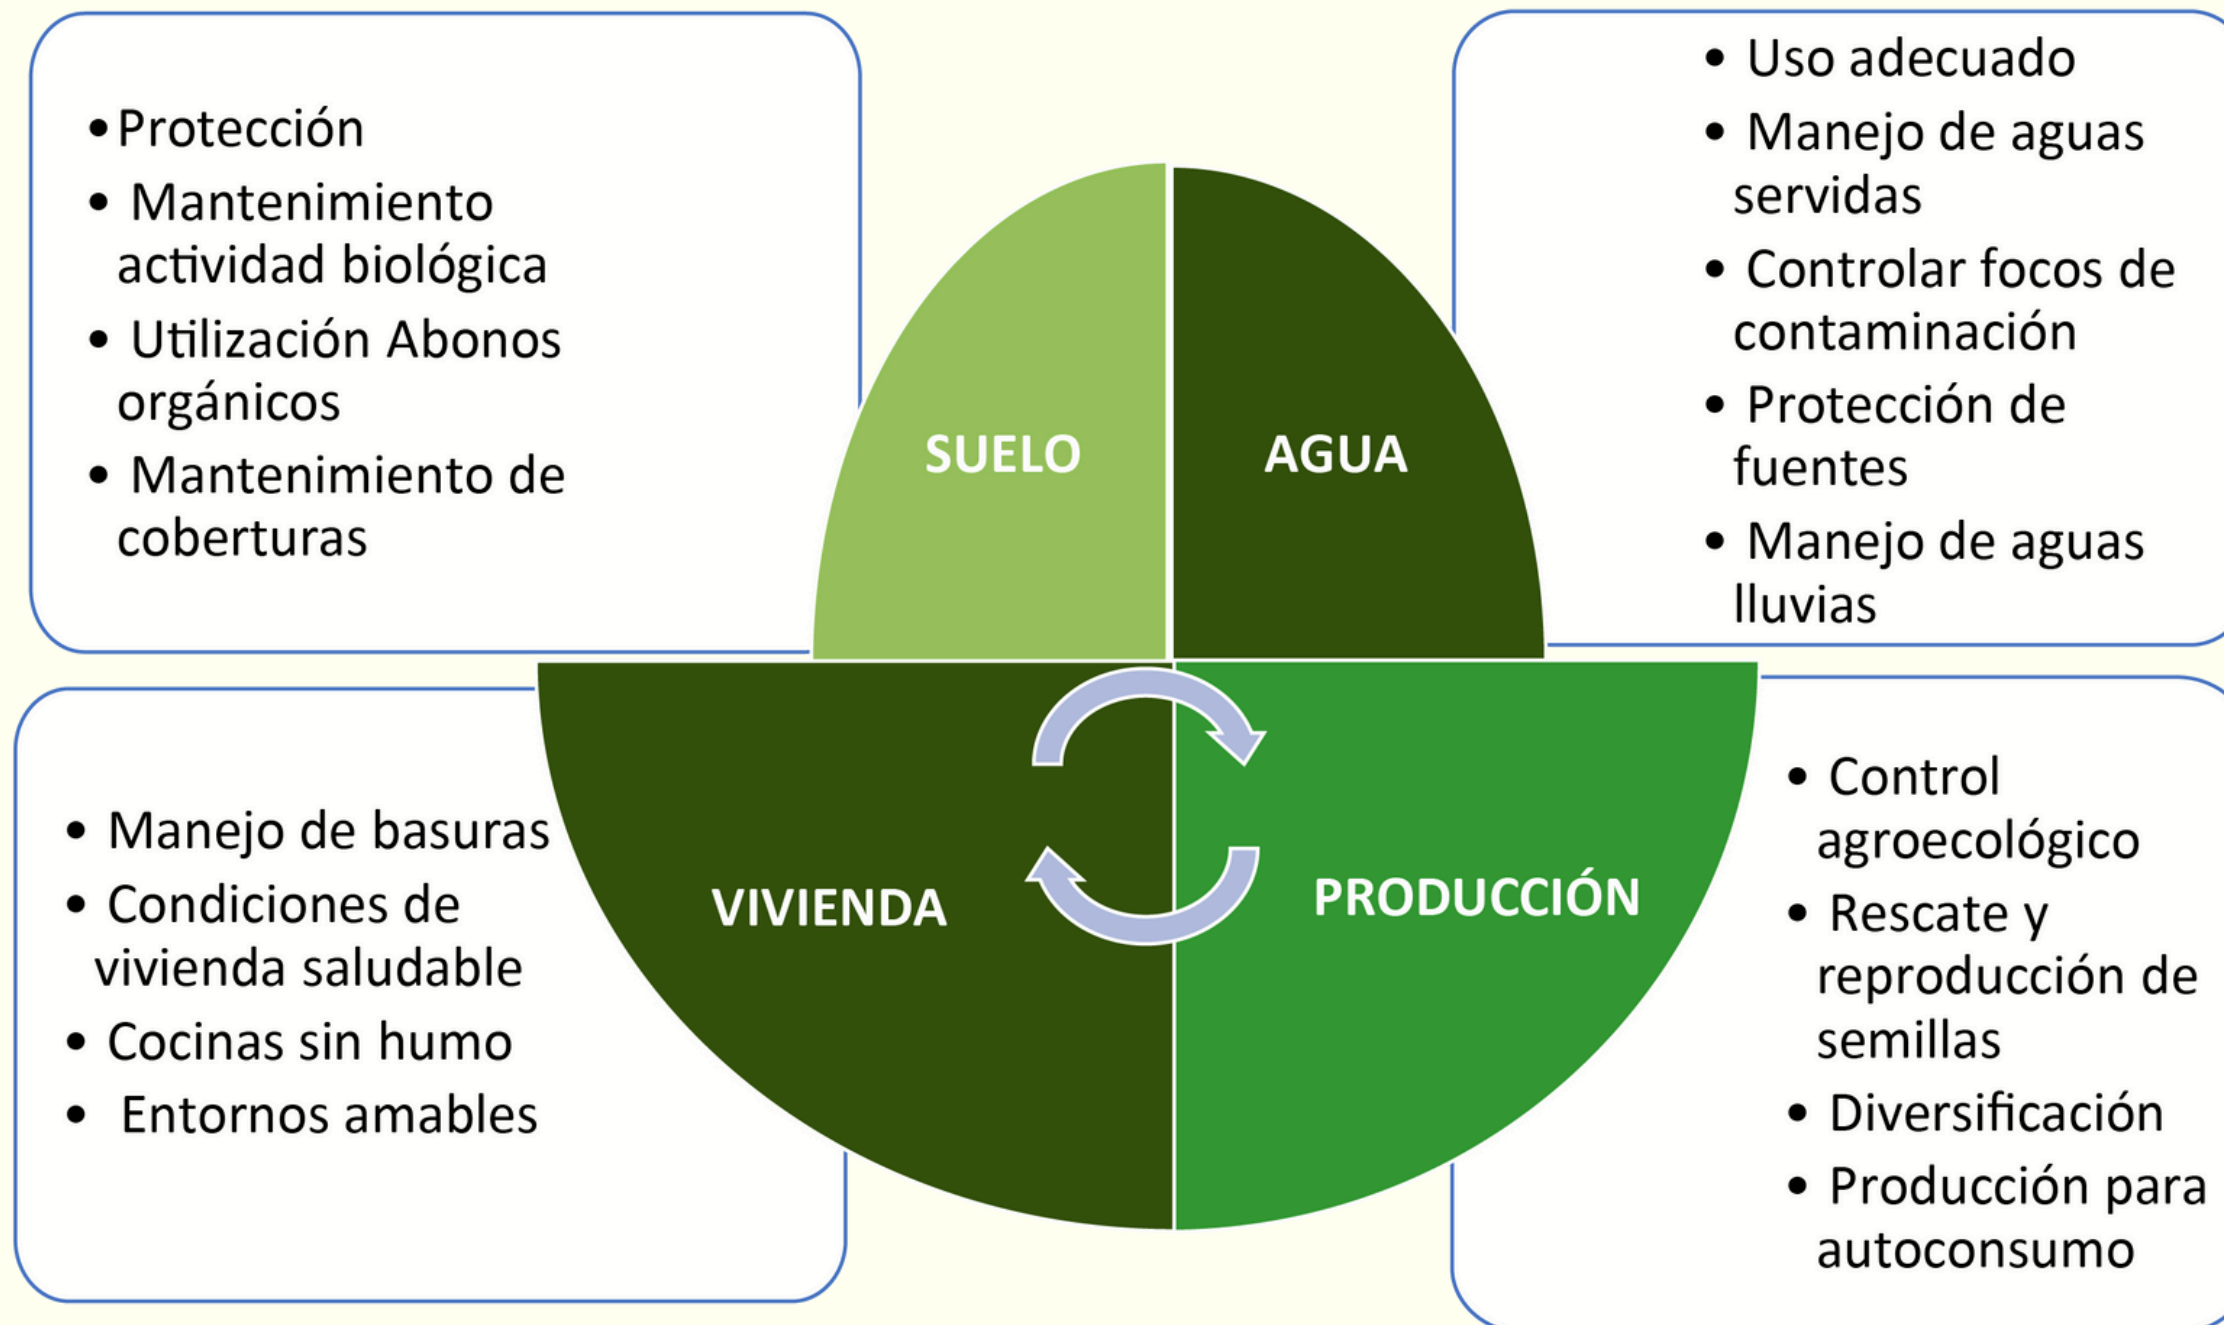 •Protección
• Mantenimiento
actividad biológica
• Utilización Abonos
orgánicos
• Mantenimiento de
coberturas
• Uso adecuado
• Manejo de aguas
servidas
• Controlar focos de
contaminación
• Protección de
fuentes
• Manejo de aguas
lluvias
SUELO
AGUA
VIVIENDA
PRODUCCIÓN
• Manejo de basuras
• Condiciones de
vivienda saludable
• Cocinas sin humo
• Entornos amables
• Control
agroecológico
• Rescate y
reproducción de
semillas
• Diversificación
• Producción para
autoconsumo